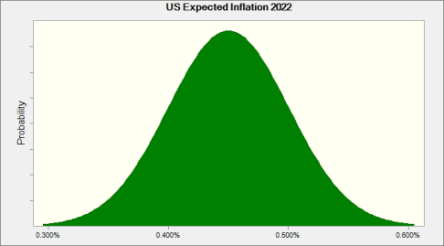 US Expected Inflation 2022
Probability
0.300% 0.400% 0.500% 0.600%